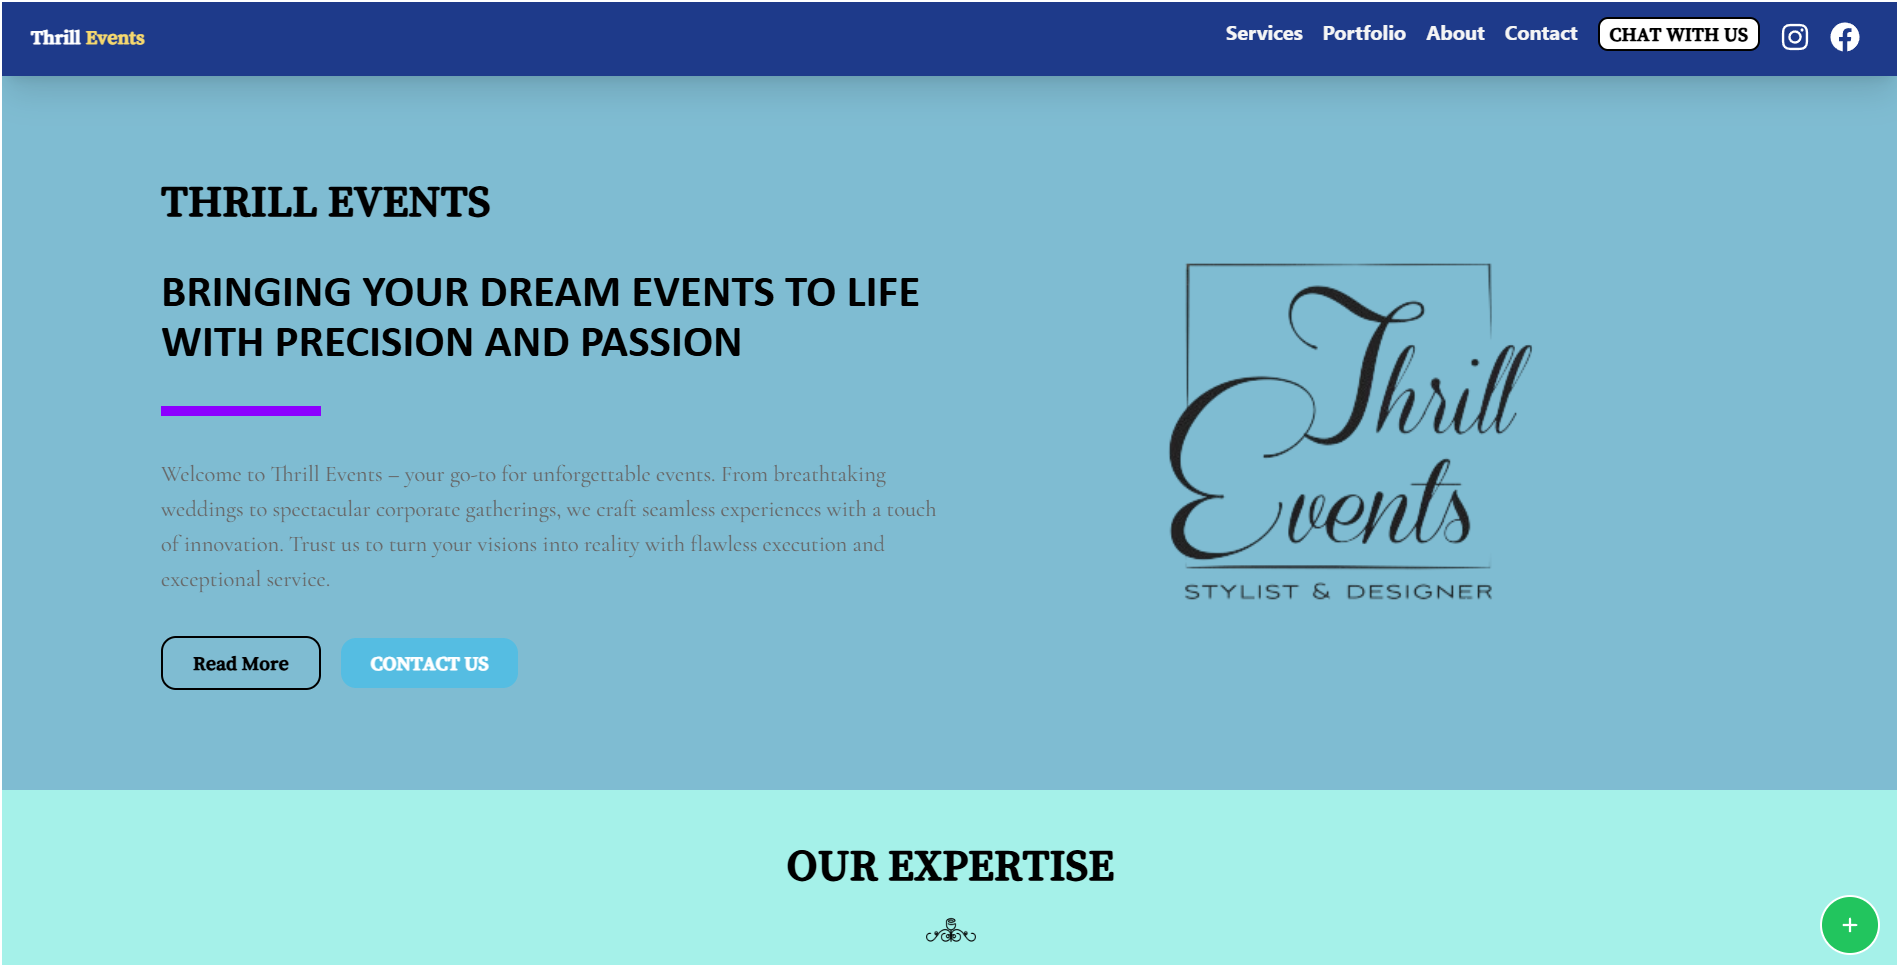 Thrill Events
Services Portfolio About Contact CHAT WITH US
THRILL EVENTS
BRINGING YOUR DREAM EVENTS TO LIFE
WITH PRECISION AND PASSION
Welcome to Thrill Events – your go-to for unforgettable events. From breathtaking
weddings to spectacular corporate gatherings, we craft seamless experiences with a touch
of innovation. Trust us to turn your visions into reality with flawless execution and
exceptional service.
Read More CONTACT US
Thrill
Events
STYLIST & DESIGNER
OUR EXPERTISE